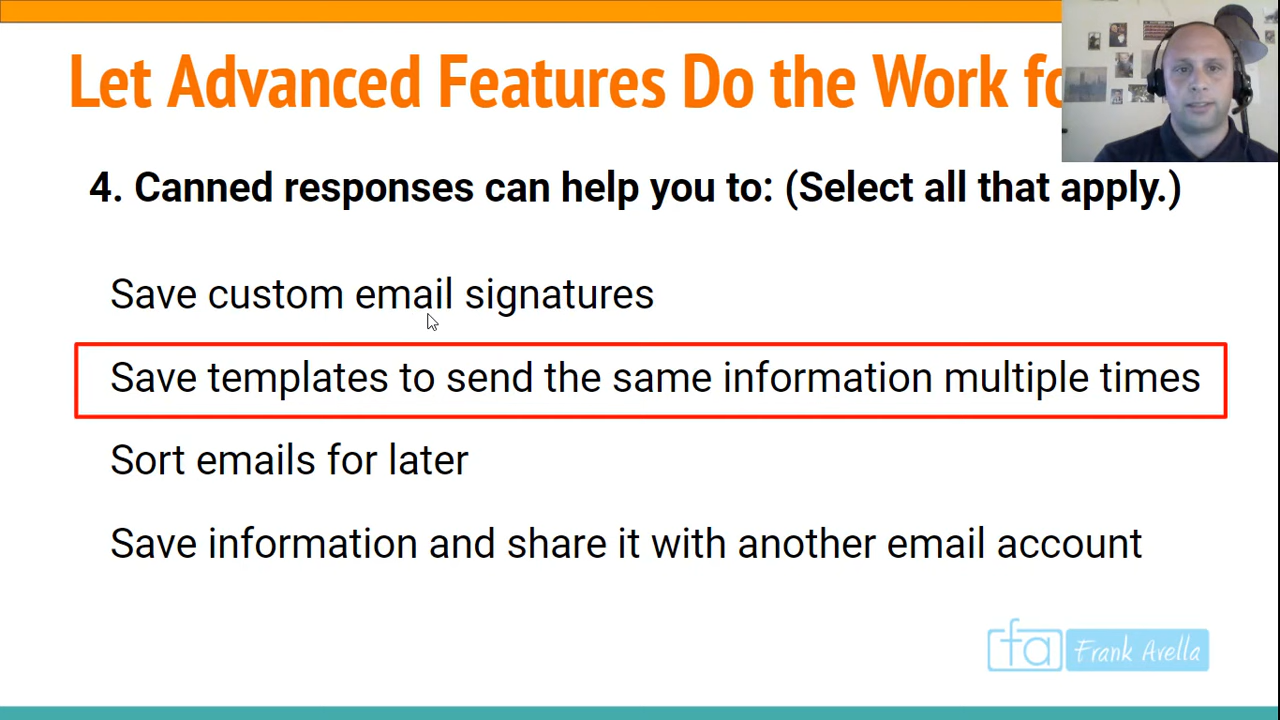 Let Advanced Features Do the Work
4. Canned responses can help you to: (Select all that apply.)
Save custom email signatures
Save templates to send the same information multiple times
Sort emails for later
Save information and share it with another email account
fa Frank Avella